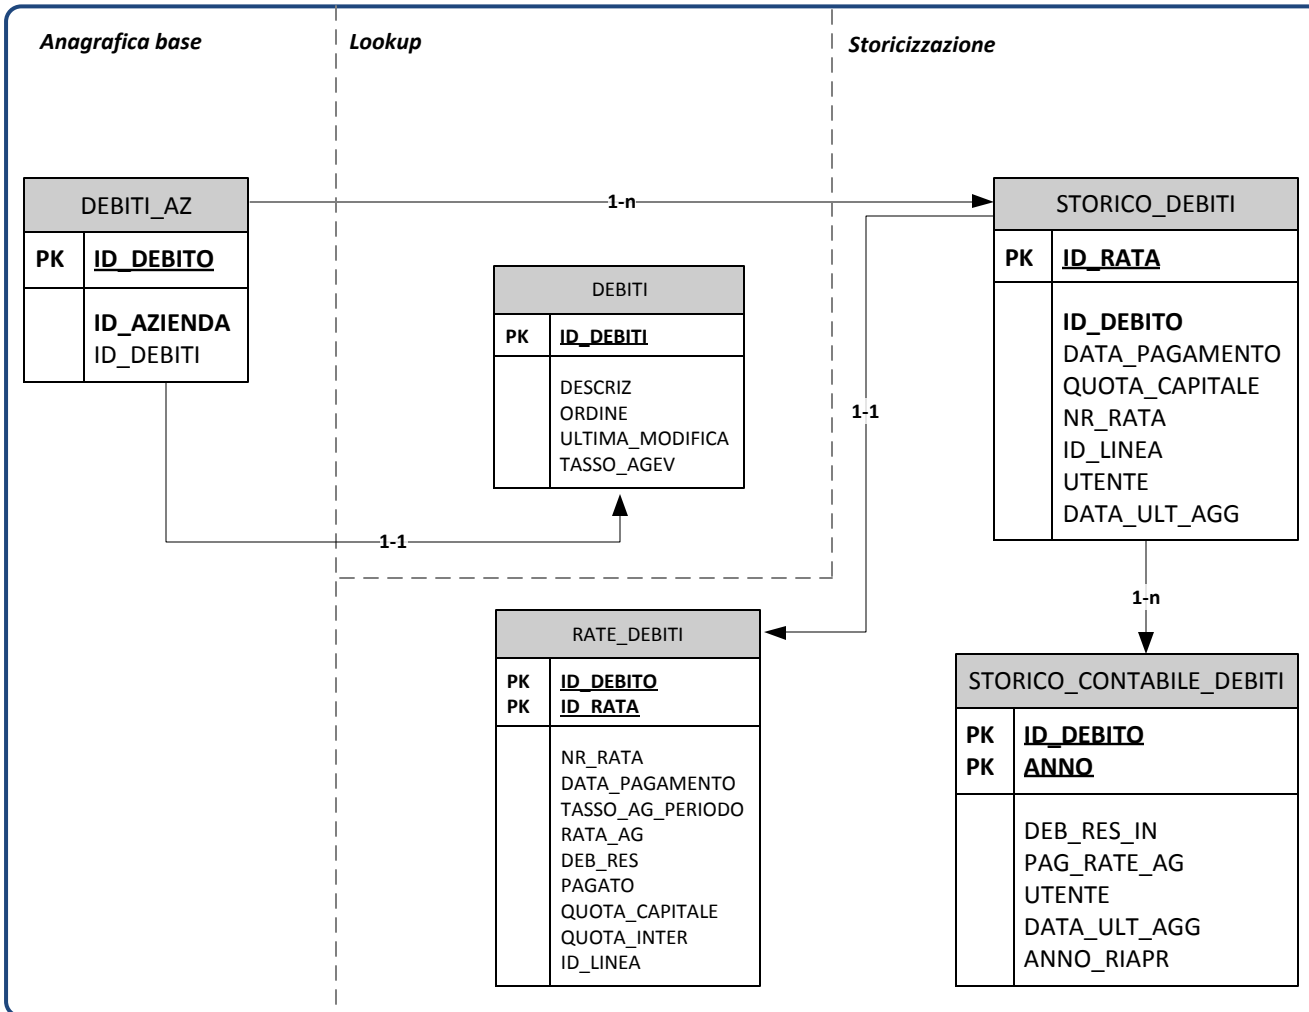 Anagrafica base
Lookup
Storicizzazione
DEBITI_AZ
PK ID_DEBITO
ID_AZIENDA
ID_DEBITI
1-n
STORICO_DEBITI
PK ID_RATA
ID_DEBITO
DATA_PAGAMENTO
QUOTA_CAPITALE
NR_RATA
ID_LINEA
UTENTE
DATA_ULT_AGG
DEBITI
PK ID_DEBITI
DESCRIZ
ORDINE
ULTIMA_MODIFICA
TASSO_AGEV
1-1
1-1
1-n
RATE_DEBITI
PK ID_DEBITO
PK ID_RATA
NR_RATA
DATA_PAGAMENTO
TASSO_AG_PERIODO
RATA_AG
DEB_RES
PAGATO
QUOTA_CAPITALE
QUOTA_INTER
ID_LINEA
STORICO_CONTABILE_DEBITI
PK ID_DEBITO
PK ANNO
DEB_RES_IN
PAG_RATE_AG
UTENTE
DATA_ULT_AGG
ANNO_RIAPR